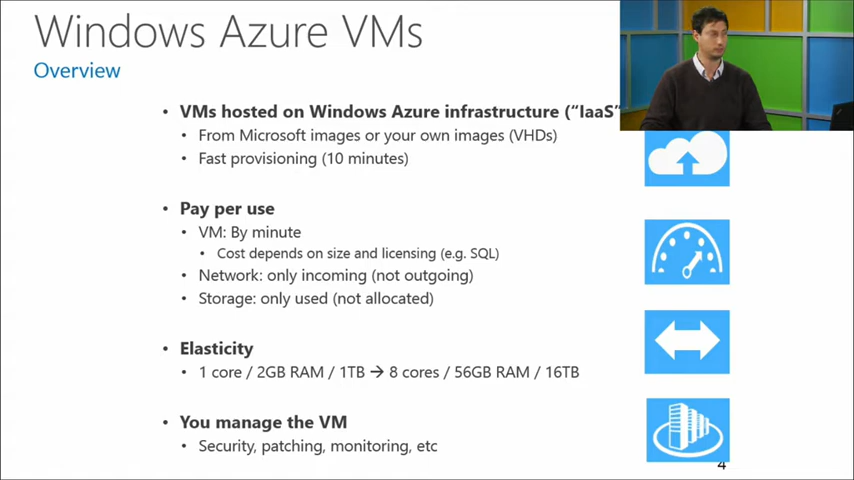 Windows Azure VMs
Overview
• VMs hosted on Windows Azure infrastructure ("IaaS"
• From Microsoft images or your own images (VHDs)
• Fast provisioning (10 minutes)
• Pay per use
• VM: By minute
• Cost depends on size and licensing (e.g. SQL)
• Network: only incoming (not outgoing)
• Storage: only used (not allocated)
• Elasticity
• 1 core / 2GB RAM / 1TB → 8 cores / 56GB RAM / 16TB
• You manage the VM
• Security, patching, monitoring, etc
4